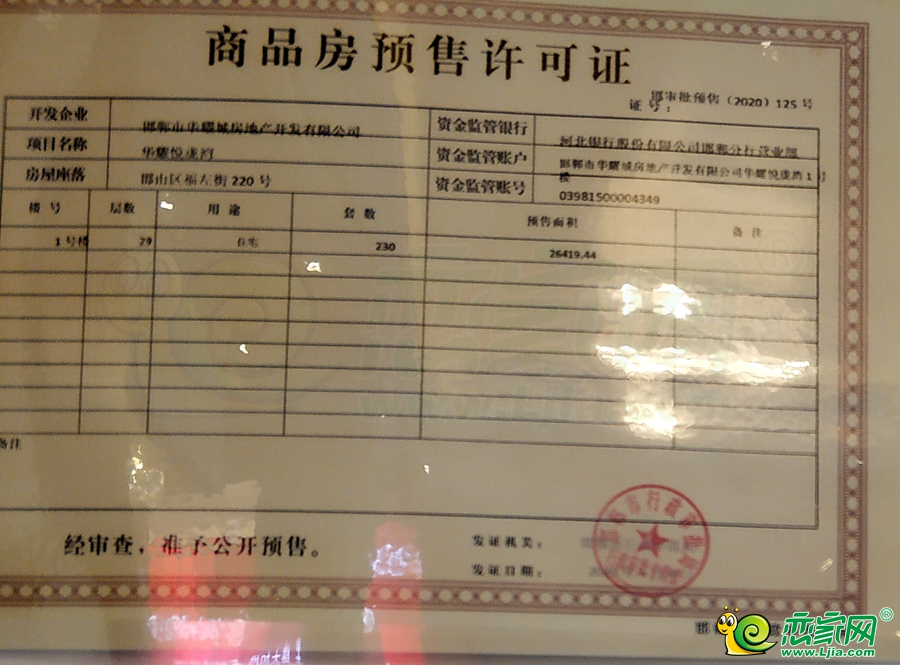 商品房预售许可证
邯审批预售（2020）125 号
证 号：
开发企业 邯郸市华耀城房地产开发有限公司 资金监管银行 河北银行股份有限公司邯郸分行营业部
项目名称 华耀悦珑湾 资金监管账户 邯郸市华耀城房地产开发有限公司华耀悦珑湾 1 号楼
房屋座落 邯山区福左街 220 号 资金监管账号 03981500004349
楼 号 层数 用 途 套 数 预售面积 备 注
1 号楼 29 住宅 230 26419.44
备注
经审查，准予公开预售。
发证机关：
发证日期：
邯
恋家网®
www.Ljia.com